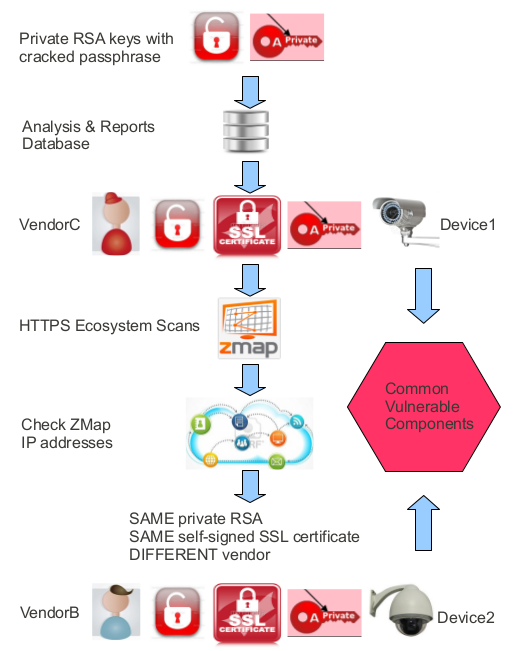 Private RSA keys with
cracked passphrase
A Private
Analysis & Reports
Database
VendorC
SSL
CERTIFICATE
A Private
Device1
HTTPS Ecosystem Scans
zmap
Common
Vulnerable
Components
Check ZMap
IP addresses
SAME private RSA
SAME self-signed SSL certificate
DIFFERENT vendor
VendorB
SSL
CERTIFICATE
A Private
Device2